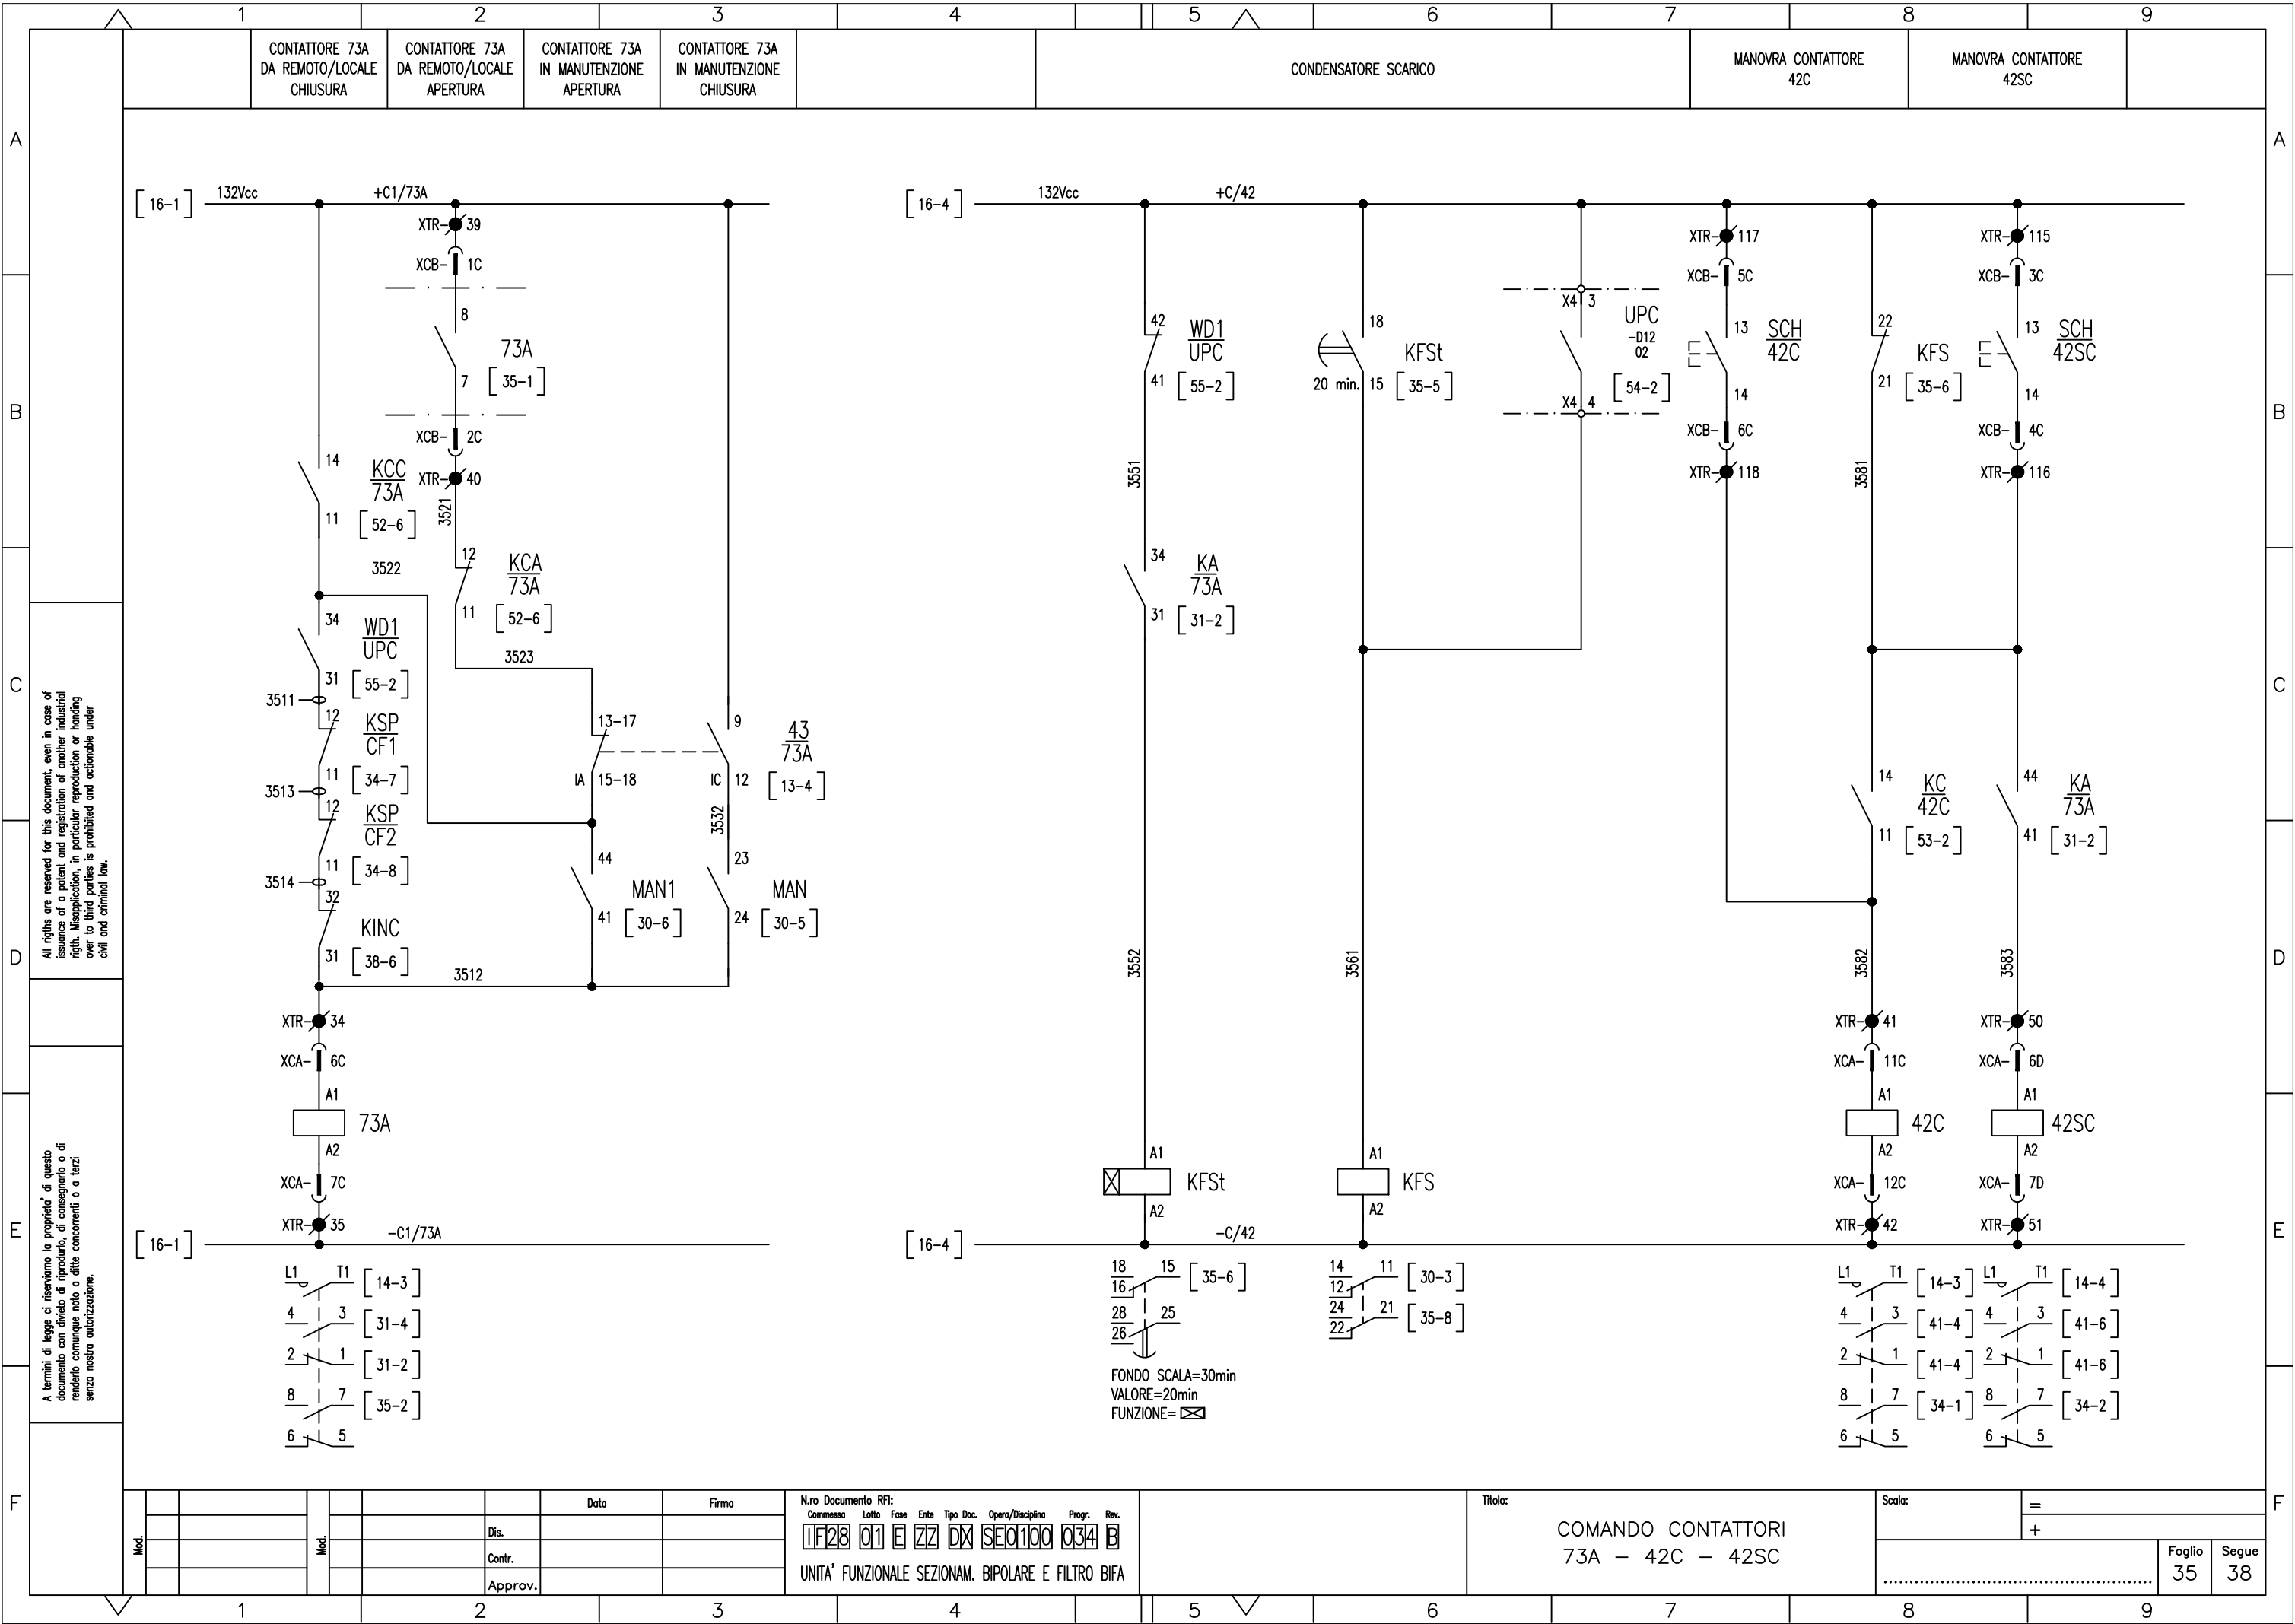 1 2 3 4 5 6 7 8 9
CONTATTORE 73A
DA REMOTO/LOCALE
CHIUSURA
CONTATTORE 73A
DA REMOTO/LOCALE
APERTURA
CONTATTORE 73A
IN MANUTENZIONE
APERTURA
CONTATTORE 73A
IN MANUTENZIONE
CHIUSURA
CONDENSATORE SCARICO
MANOVRA CONTATTORE
42C
MANOVRA CONTATTORE
42SC
A
B
C
D
E
F
A
B
C
D
E
F
16-1
132Vcc
+C1/73A
14
KCC
73A
11
52-6
3522
34
WD1
UPC
31
55-2
3511
12
KSP
CF1
11
34-7
3513
12
KSP
CF2
11
34-8
3514
32
KINC
31
38-6
3512
XTR- 34
XCA- 6C
A1
73A
A2
XCA- 7C
XTR- 35
16-1
-C1/73A
L1 T1 14-3
4 3 31-4
2 1 31-2
8 7 35-2
6 5
XTR- 39
XCB- 1C
8
73A
7
35-1
XCB- 2C
XTR- 40
3521
12
KCA
73A
11
52-6
3523
13-17
IA 15-18
9
43
73A
IC 12
13-4
3532
44
MAN1
41
30-6
23
MAN
24
30-5
16-4
132Vcc
+C/42
42
WD1
UPC
41
55-2
3551
34
KA
73A
31
31-2
3552
A1
KFSt
A2
18
KFSt
20 min. 15
35-5
3561
A1
KFS
A2
X4 3
UPC
-D12
02
54-2
X4 4
XTR- 117
XCB- 5C
13
SCH
42C
14
XCB- 6C
XTR- 118
22
KFS
21
35-6
3581
XTR- 115
XCB- 3C
13
SCH
42SC
14
XCB- 4C
XTR- 116
14
KC
42C
11
53-2
3582
44
KA
73A
41
31-2
3583
XTR- 41
XCA- 11C
A1
42C
A2
XCA- 12C
XTR- 42
XTR- 50
XCA- 6D
A1
42SC
A2
XCA- 7D
XTR- 51
16-4
-C/42
18 15 35-6
16
28 25
26
FONDO SCALA=30min
VALORE=20min
FUNZIONE=
14 11 30-3
12
24 21 35-8
22
L1 T1 14-3
4 3 41-4
2 1 41-4
8 7 34-1
6 5
L1 T1 14-4
4 3 41-6
2 1 41-6
8 7 34-2
6 5
All rigths are reserved for this document, even in case of
issuance of a patent and registration of another industrial
rigth. Misapplication, in particular reproduction or handing
over to third parties is prohibited and actionable under
civil and criminal law.
A termini di legge ci riserviamo la proprieta' di questo
documento con divieto di riprodurlo, di consegnarlo o di
renderlo comunque noto a ditte concorrenti o a terzi
senza nostra autorizzazione.
Mod.
Mod.
Data
Firma
Dis.
Contr.
Approv.
N.ro Documento RFI:
Commessa Lotto Fase Ente Tipo Doc. Opera/Disciplina Progr. Rev.
IF28 01 E ZZ DX SE0100 034 B
UNITA' FUNZIONALE SEZIONAM. BIPOLARE E FILTRO BIFA
Titolo:
COMANDO CONTATTORI
73A - 42C - 42SC
Scala:
=
+
Foglio
35
Segue
38
1 2 3 4 5 6 7 8 9